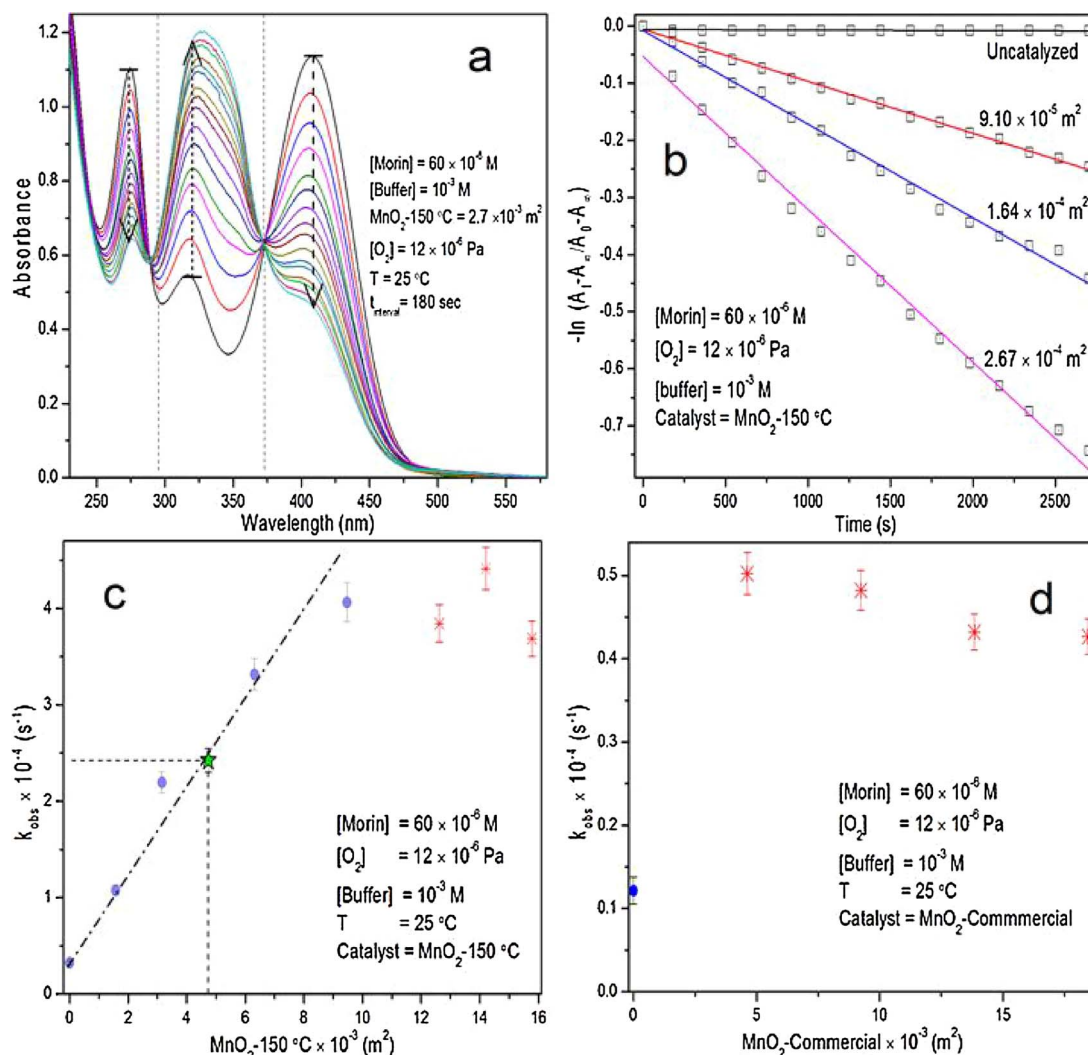 a
Absorbance
1.2
1.0
0.8
0.6
0.4
0.2
0.0
[Morin] = 60 × 10⁻⁶ M
[Buffer] = 10⁻³ M
MnO₂-150 °C = 2.7×10⁻³ m²
[O₂] = 12 × 10⁻⁶ Pa
T = 25 °C
t interval = 180 sec
250 300 350 400 450 500 550
Wavelength (nm)
b
-ln (A₁-A∞/A₀-A∞)
-0.0
-0.1
-0.2
-0.3
-0.4
-0.5
-0.6
-0.7
Uncatalyzed
9.10 × 10⁻⁵ m²
1.64 × 10⁻⁴ m²
2.67 × 10⁻⁴ m²
[Morin] = 60 × 10⁻⁶ M
[O₂] = 12 × 10⁻⁶ Pa
[buffer] = 10⁻³ M
Catalyst = MnO₂-150 °C
0 500 1000 1500 2000 2500
Time (s)
c
k obs × 10⁻⁴ (s⁻¹)
4
3
2
1
0
[Morin] = 60 × 10⁻⁶ M
[O₂] = 12 × 10⁻⁶ Pa
[Buffer] = 10⁻³ M
T = 25 °C
Catalyst = MnO₂-150 °C
0 2 4 6 8 10 12 14 16
MnO₂-150 °C × 10⁻³ (m²)
d
k obs × 10⁻⁴ (s⁻¹)
0.5
0.4
0.3
0.2
0.1
0.0
[Morin] = 60 × 10⁻⁶ M
[O₂] = 12 × 10⁻⁶ Pa
[Buffer] = 10⁻³ M
T = 25 °C
Catalyst = MnO₂-Commmercial
0 5 10 15
MnO₂-Commercial × 10⁻³ (m²)